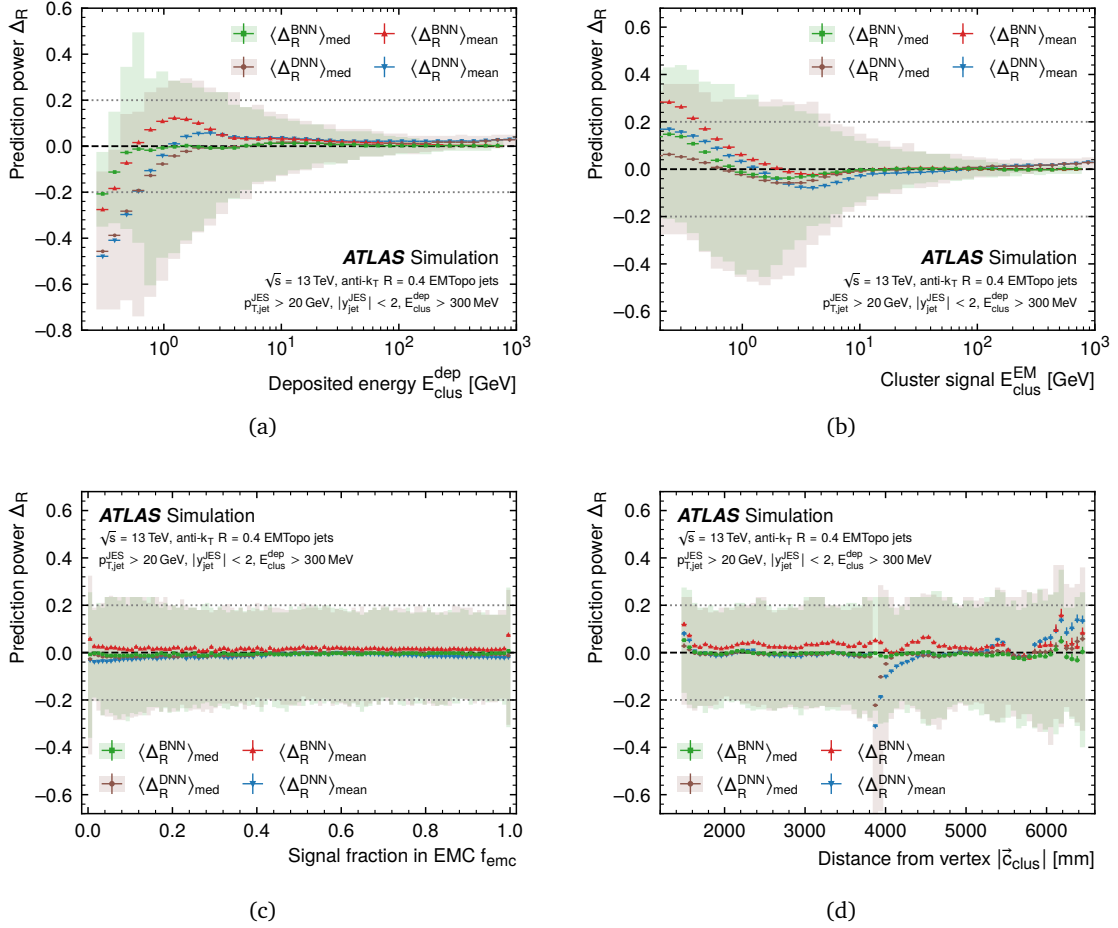 Prediction power Δ_R
0.6
0.4
0.2
0.0
−0.2
−0.4
−0.6
−0.8
⟨Δ_R^BNN⟩_med ⟨Δ_R^BNN⟩_mean
⟨Δ_R^DNN⟩_med ⟨Δ_R^DNN⟩_mean
ATLAS Simulation
√s = 13 TeV, anti-k_T R = 0.4 EMTopo jets
p_T,jet^JES > 20 GeV, |y_jet^JES| < 2, E_clus^dep > 300 MeV
10^0 10^1 10^2 10^3
Deposited energy E_clus^dep [GeV]
(a)
Prediction power Δ_R
0.6
0.4
0.2
0.0
−0.2
−0.4
−0.6
⟨Δ_R^BNN⟩_med ⟨Δ_R^BNN⟩_mean
⟨Δ_R^DNN⟩_med ⟨Δ_R^DNN⟩_mean
ATLAS Simulation
√s = 13 TeV, anti-k_T R = 0.4 EMTopo jets
p_T,jet^JES > 20 GeV, |y_jet^JES| < 2, E_clus^dep > 300 MeV
10^0 10^1 10^2 10^3
Cluster signal E_clus^EM [GeV]
(b)
Prediction power Δ_R
0.6
0.4
0.2
0.0
−0.2
−0.4
−0.6
ATLAS Simulation
√s = 13 TeV, anti-k_T R = 0.4 EMTopo jets
p_T,jet^JES > 20 GeV, |y_jet^JES| < 2, E_clus^dep > 300 MeV
⟨Δ_R^BNN⟩_med ⟨Δ_R^BNN⟩_mean
⟨Δ_R^DNN⟩_med ⟨Δ_R^DNN⟩_mean
0.0 0.2 0.4 0.6 0.8 1.0
Signal fraction in EMC f_emc
(c)
Prediction power Δ_R
0.6
0.4
0.2
0.0
−0.2
−0.4
−0.6
ATLAS Simulation
√s = 13 TeV, anti-k_T R = 0.4 EMTopo jets
p_T,jet^JES > 20 GeV, |y_jet^JES| < 2, E_clus^dep > 300 MeV
⟨Δ_R^BNN⟩_med ⟨Δ_R^BNN⟩_mean
⟨Δ_R^DNN⟩_med ⟨Δ_R^DNN⟩_mean
2000 3000 4000 5000 6000
Distance from vertex |c⃗_clus| [mm]
(d)